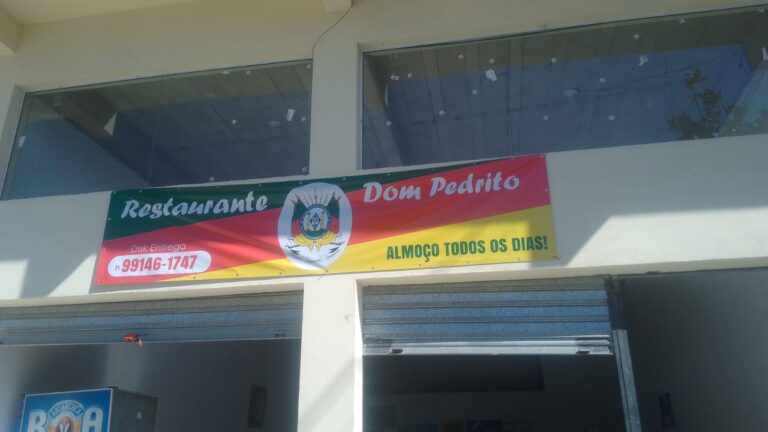 Restaurante Dom Pedrito
Disk Entrega
99146-1747
ALMOÇO TODOS OS DIAS!